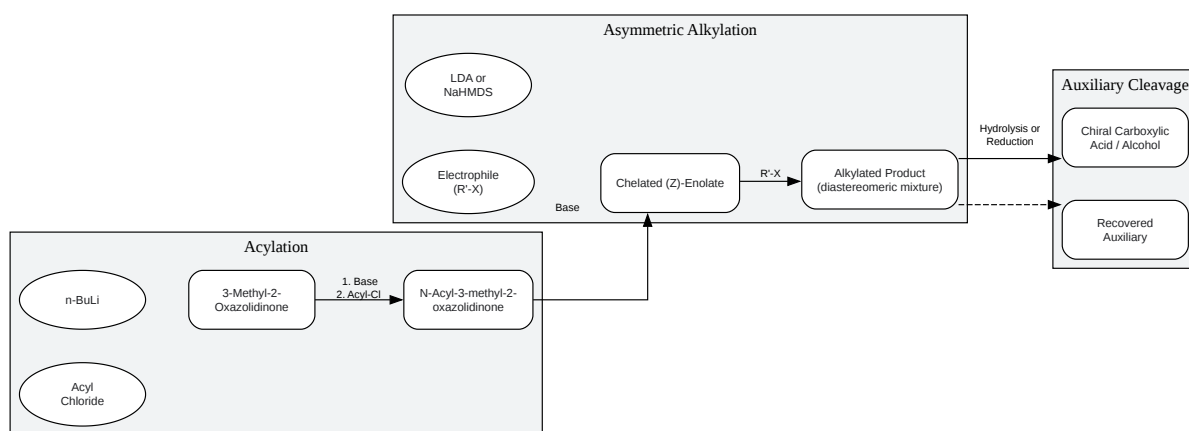 Asymmetric Alkylation
LDA or
NaHMDS
Electrophile
(R'-X)
Base
Chelated (Z)-Enolate
R'-X
Alkylated Product
(diastereomeric mixture)
Hydrolysis or
Reduction
Auxiliary Cleavage
Chiral Carboxylic
Acid / Alcohol
Recovered
Auxiliary
Acylation
n-BuLi
3-Methyl-2-
Oxazolidinone
1. Base
2. Acyl-Cl
N-Acyl-3-methyl-2-
oxazolidinone
Acyl
Chloride